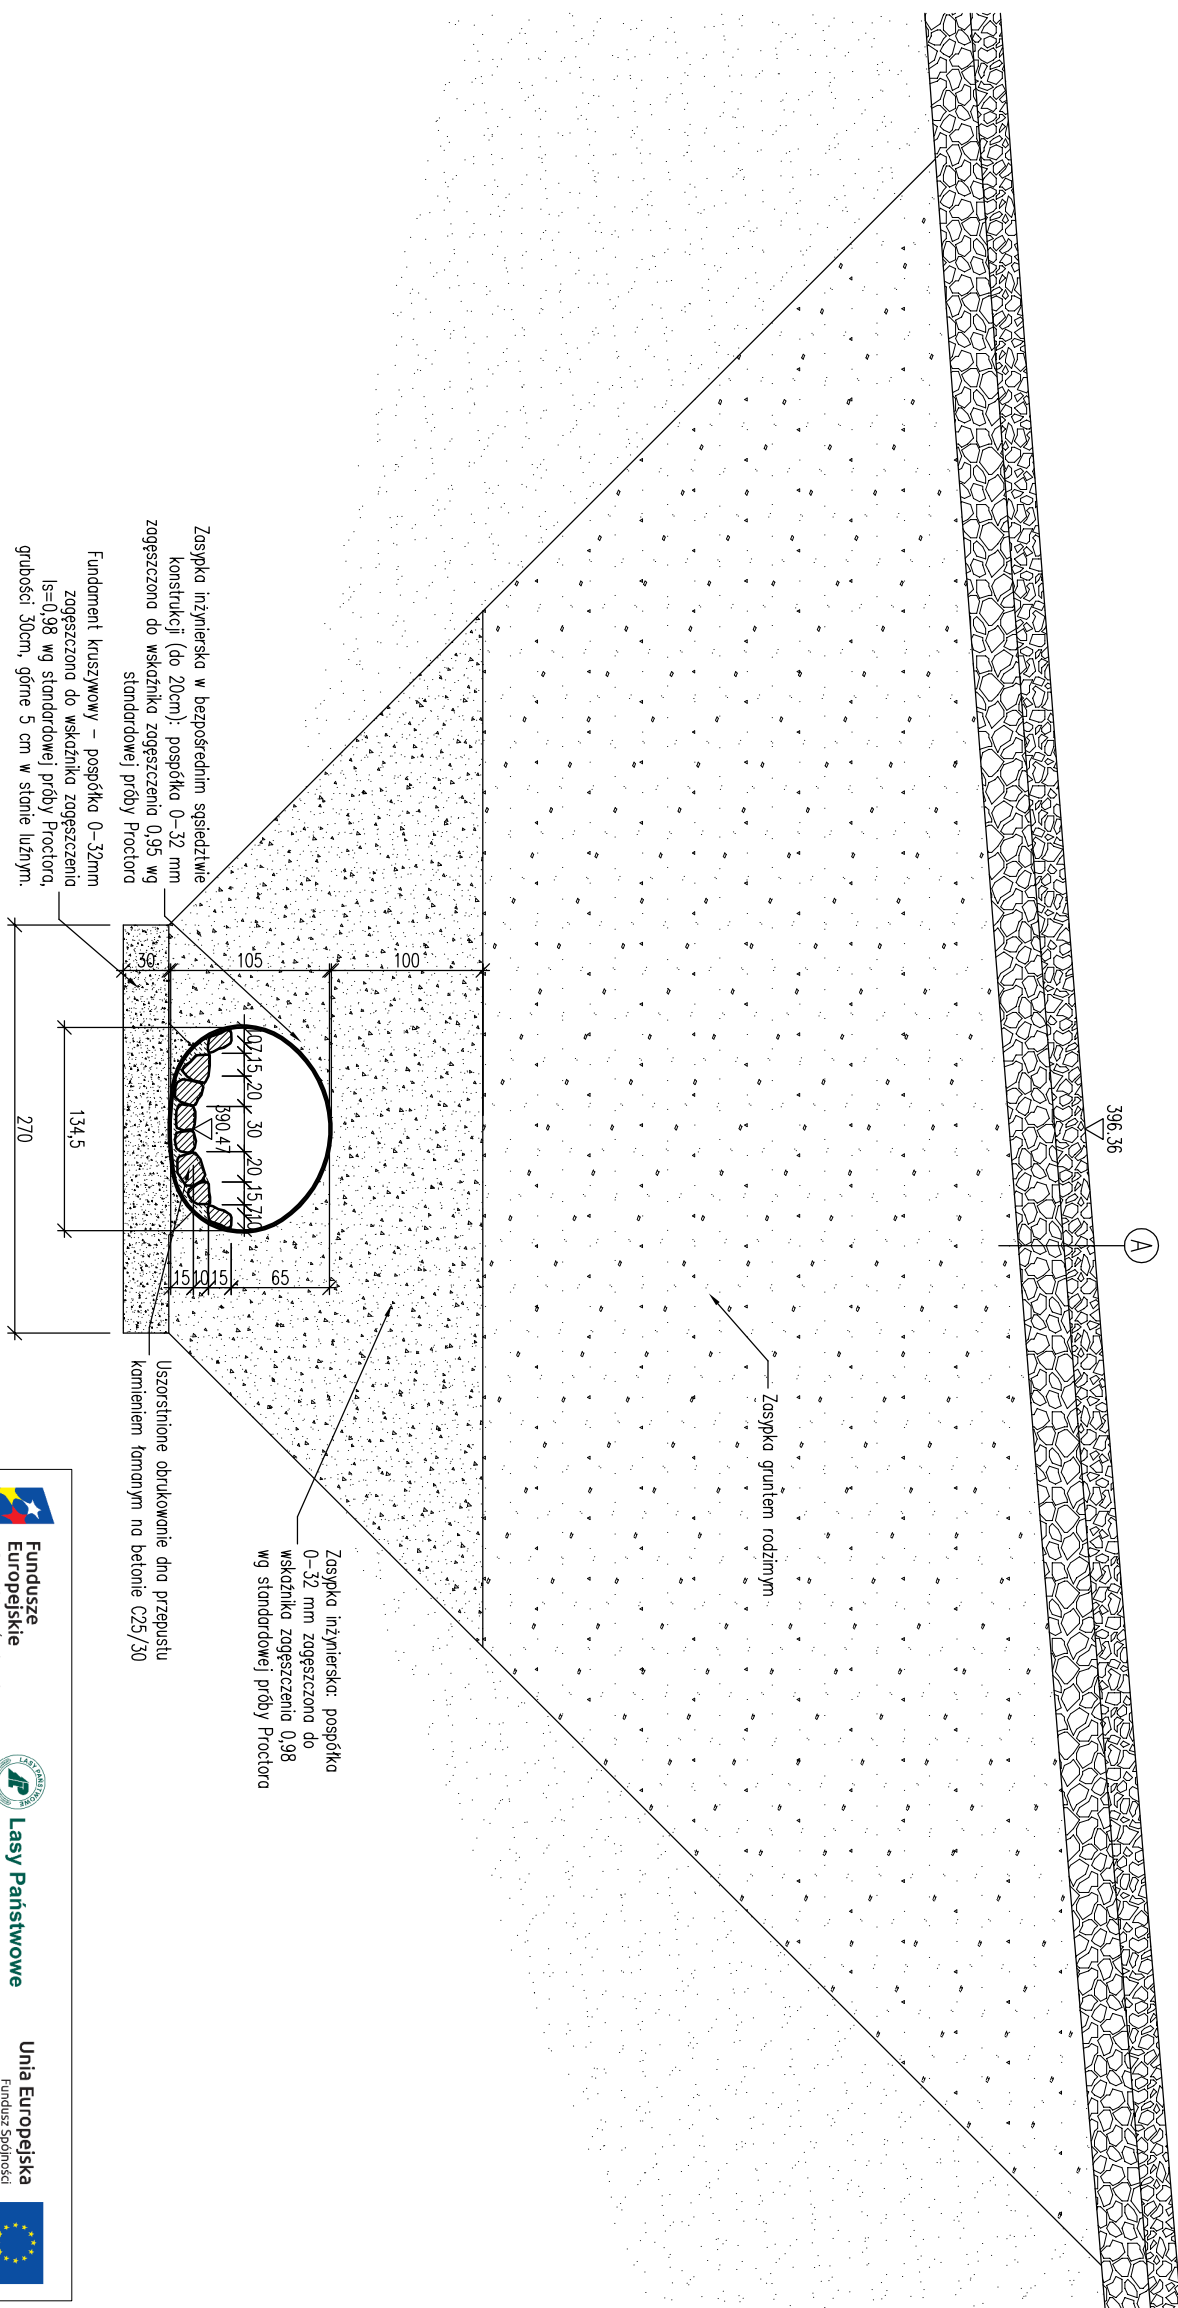 A
396,36
Zasypka gruntem rodzimym
Zasypka inżynierska: pospółka
0-32 mm zagęszczona do
wskaźnika zagęszczenia 0,98
wg standardowej próby Proctora
Zasypka inżynierska w bezpośrednim sąsiedztwie
konstrukcji (do 20cm): pospółka 0-32 mm
zagęszczona do wskaźnika zagęszczenia 0,95 wg
standardowej próby Proctora
Fundament kruszywowy - pospółka 0-32mm
zagęszczona do wskaźnika zagęszczenia
Is=0,98 wg standardowej próby Proctora,
grubości 30cm, górne 5 cm w stanie luźnym.
Uszorstnione obrukowanie dna przepustu
kamieniem łamanym na betonie C25/30
100
105
30
15 20 30 20 15
390,47
65
15
10
15
134,5
270
Fundusze
Europejskie
LASY PAŃSTWOWE
Lasy Państwowe
Unia Europejska
Fundusz Spójności